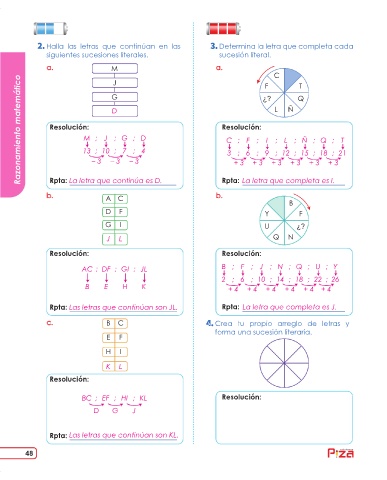 Razonamiento matemático
2. Halla las letras que continúan en las
siguientes sucesiones literales.
a.
M
J
G
D
Resolución:
M ; J ; G ; D
13 ; 10 ; 7 ; 4
– 3 – 3 – 3
Rpta: La letra que continúa es D.
b.
A C
D F
G I
J L
Resolución:
AC ; DF ; GI ; JL
B E H K
Rpta: Las letras que continúan son JL.
c.
B C
E F
H I
K L
Resolución:
BC ; EF ; HI ; KL
D G J
Rpta: Las letras que continúan son KL.
3. Determina la letra que completa cada
sucesión literal.
a.
C
F T
¿? Q
L Ñ
Resolución:
C ; F ; I ; L ; Ñ ; Q ; T
3 ; 6 ; 9 ; 12 ; 15 ; 18 ; 21
+ 3 + 3 + 3 + 3 + 3 + 3
Rpta: La letra que completa es I.
b.
B
Y F
U ¿?
Q N
Resolución:
B ; F ; J ; N ; Q ; U ; Y
2 ; 6 ; 10 ; 14 ; 18 ; 22 ; 26
+ 4 + 4 + 4 + 4 + 4
Rpta: La letra que completa es J.
4. Crea tu propio arreglo de letras y
forma una sucesión literaria.
Resolución:
48